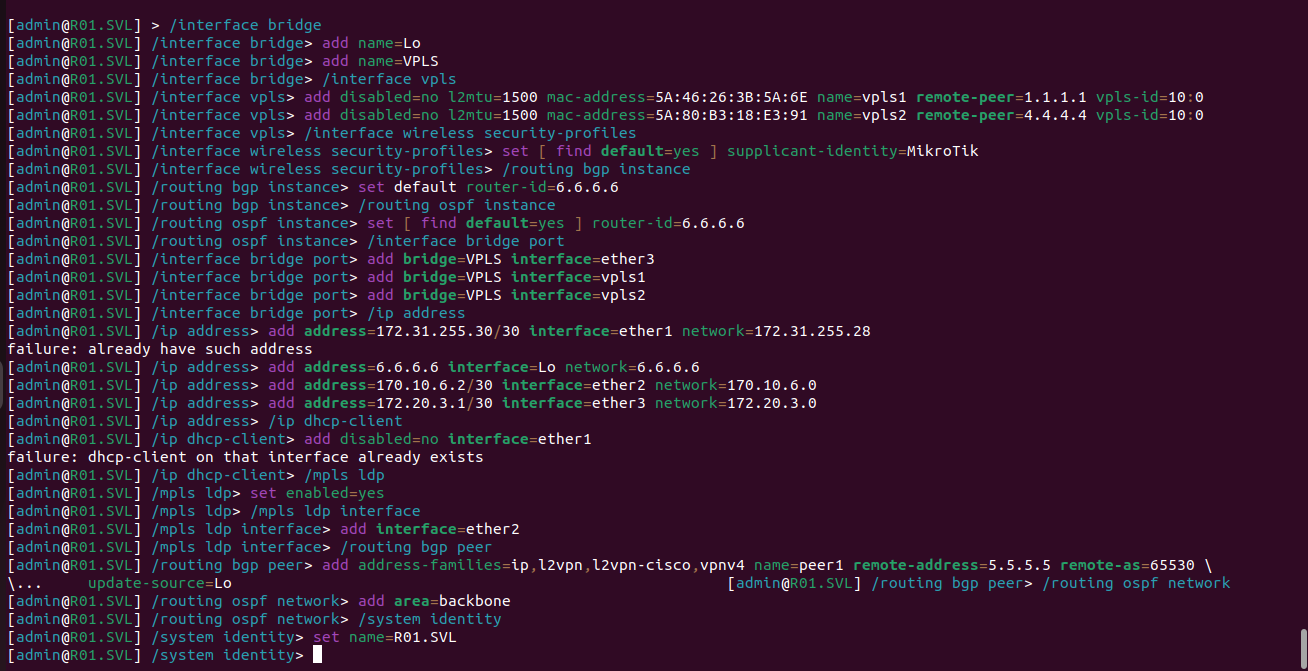 [admin@R01.SVL] > /interface bridge
[admin@R01.SVL] /interface bridge> add name=Lo
[admin@R01.SVL] /interface bridge> add name=VPLS
[admin@R01.SVL] /interface bridge> /interface vpls
[admin@R01.SVL] /interface vpls> add disabled=no l2mtu=1500 mac-address=5A:46:26:3B:5A:6E name=vpls1 remote-peer=1.1.1.1 vpls-id=10:0
[admin@R01.SVL] /interface vpls> add disabled=no l2mtu=1500 mac-address=5A:80:B3:18:E3:91 name=vpls2 remote-peer=4.4.4.4 vpls-id=10:0
[admin@R01.SVL] /interface vpls> /interface wireless security-profiles
[admin@R01.SVL] /interface wireless security-profiles> set [ find default=yes ] supplicant-identity=MikroTik
[admin@R01.SVL] /interface wireless security-profiles> /routing bgp instance
[admin@R01.SVL] /routing bgp instance> set default router-id=6.6.6.6
[admin@R01.SVL] /routing bgp instance> /routing ospf instance
[admin@R01.SVL] /routing ospf instance> set [ find default=yes ] router-id=6.6.6.6
[admin@R01.SVL] /routing ospf instance> /interface bridge port
[admin@R01.SVL] /interface bridge port> add bridge=VPLS interface=ether3
[admin@R01.SVL] /interface bridge port> add bridge=VPLS interface=vpls1
[admin@R01.SVL] /interface bridge port> add bridge=VPLS interface=vpls2
[admin@R01.SVL] /interface bridge port> /ip address
[admin@R01.SVL] /ip address> add address=172.31.255.30/30 interface=ether1 network=172.31.255.28
failure: already have such address
[admin@R01.SVL] /ip address> add address=6.6.6.6 interface=Lo network=6.6.6.6
[admin@R01.SVL] /ip address> add address=170.10.6.2/30 interface=ether2 network=170.10.6.0
[admin@R01.SVL] /ip address> add address=172.20.3.1/30 interface=ether3 network=172.20.3.0
[admin@R01.SVL] /ip address> /ip dhcp-client
[admin@R01.SVL] /ip dhcp-client> add disabled=no interface=ether1
failure: dhcp-client on that interface already exists
[admin@R01.SVL] /ip dhcp-client> /mpls ldp
[admin@R01.SVL] /mpls ldp> set enabled=yes
[admin@R01.SVL] /mpls ldp> /mpls ldp interface
[admin@R01.SVL] /mpls ldp interface> add interface=ether2
[admin@R01.SVL] /mpls ldp interface> /routing bgp peer
[admin@R01.SVL] /routing bgp peer> add address-families=ip,l2vpn,l2vpn-cisco,vpnv4 name=peer1 remote-address=5.5.5.5 remote-as=65530 \
\...     update-source=Lo                                                       [admin@R01.SVL] /routing bgp peer> /routing ospf network
[admin@R01.SVL] /routing ospf network> add area=backbone
[admin@R01.SVL] /routing ospf network> /system identity
[admin@R01.SVL] /system identity> set name=R01.SVL
[admin@R01.SVL] /system identity>